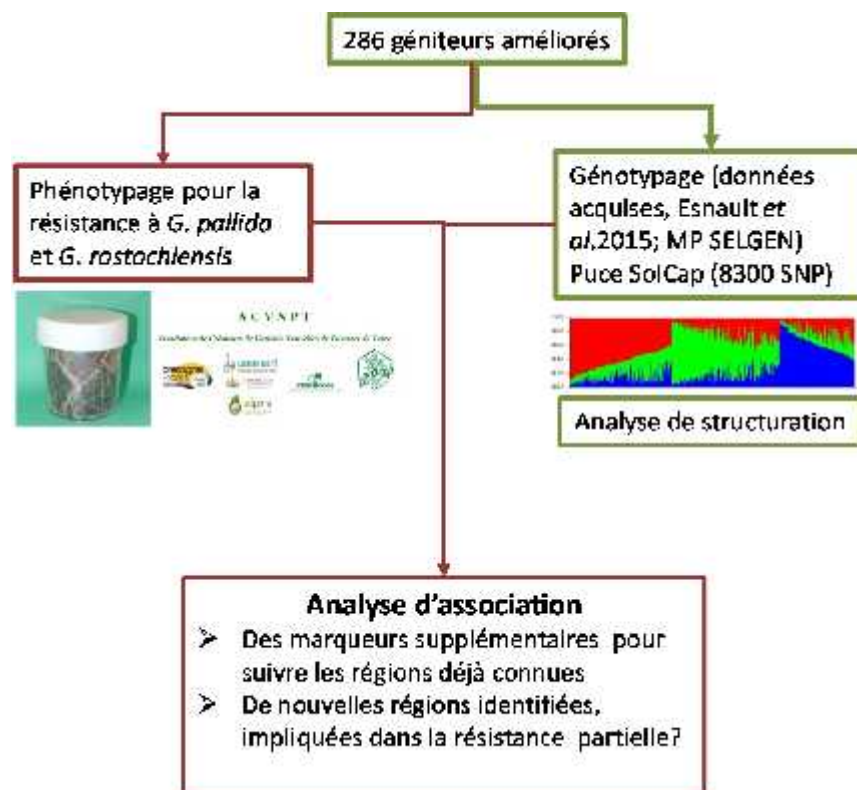 286 géniteurs améliorés
Phénotypage pour la
résistance à G. pallida
et G. rostochiensis
Génotypage (données
acquises, Esnault et
al,2015; MP SELGEN)
Puce SolCap (8300 SNP)
A C V N P T
Analyse de structuration
Analyse d'association
➤ Des marqueurs supplémentaires pour
suivre les régions déjà connues
➤ De nouvelles régions identifiées,
impliquées dans la résistance partielle?